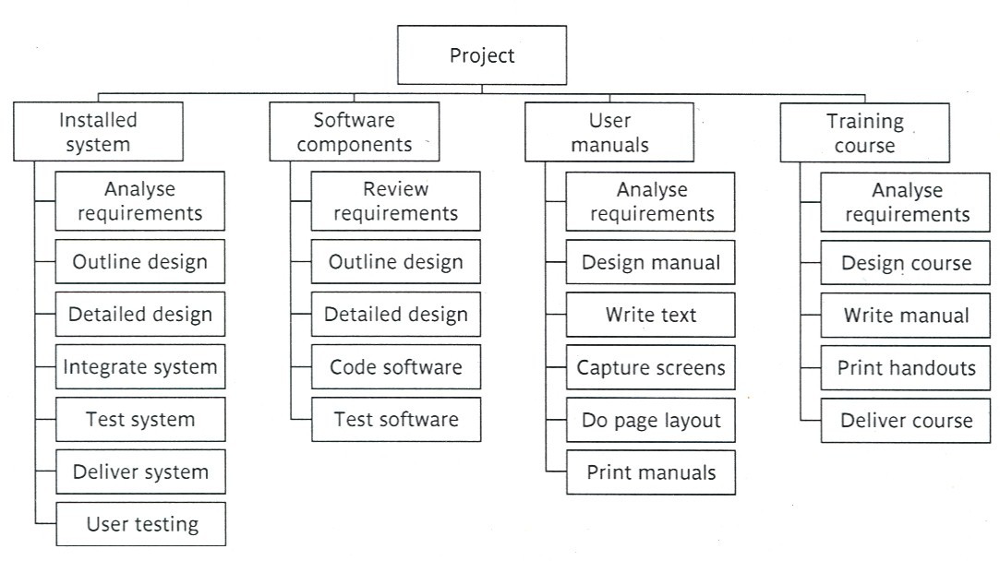 Project
Installed
system
Analyse
requirements
Outline design
Detailed design
Integrate system
Test system
Deliver system
User testing
Software
components
Review
requirements
Outline design
Detailed design
Code software
Test software
User
manuals
Analyse
requirements
Design manual
Write text
Capture screens
Do page layout
Print manuals
Training
course
Analyse
requirements
Design course
Write manual
Print handouts
Deliver course